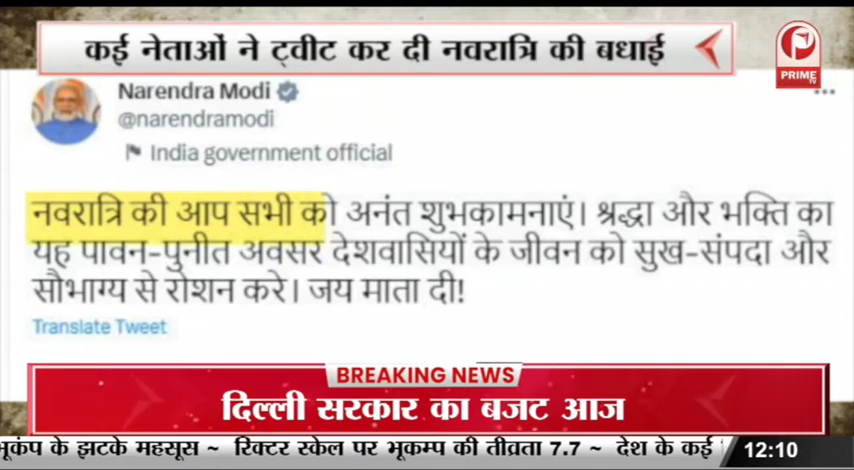 कई नेताओं ने ट्वीट कर दी नवरात्रि की बधाई
PRIME
TV
Narendra Modi
@narendramodi
India government official
नवरात्रि की आप सभी को अनंत शुभकामनाएं। श्रद्धा और भक्ति का
यह पावन-पुनीत अवसर देशवासियों के जीवन को सुख-संपदा और
सौभाग्य से रोशन करे। जय माता दी!
Translate Tweet
BREAKING NEWS
दिल्ली सरकार का बजट आज
भूकंप के झटके महसूस ~ रिक्टर स्केल पर भूकम्प की तीव्रता 7.7 ~ देश के कई
12:10